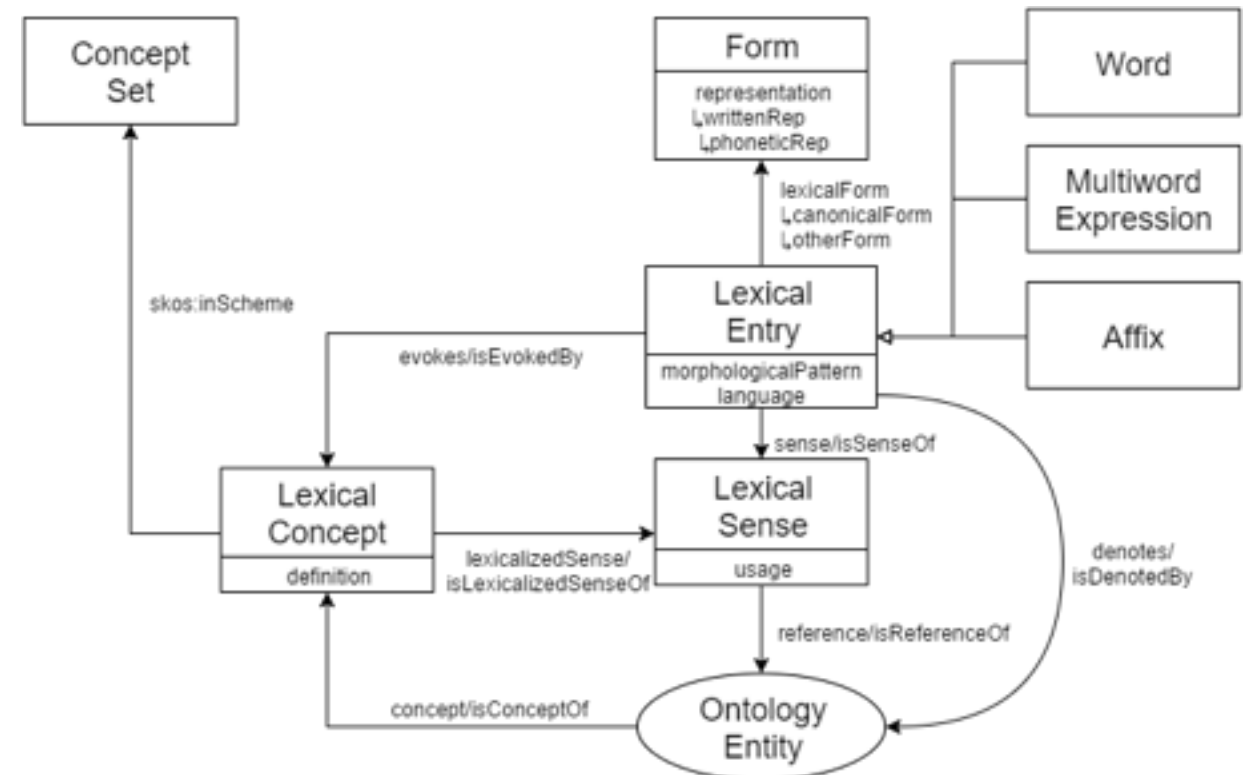 Concept
Set
Form
representation
↳writtenRep
↳phoneticRep
Word
Multiword
Expression
Affix
lexicalForm
↳canonicalForm
↳otherForm
Lexical
Entry
morphologicalPattern
language
skos:inScheme
evokes/isEvokedBy
sense/isSenseOf
Lexical
Concept
definition
lexicalizedSense/
isLexicalizedSenseOf
Lexical
Sense
usage
denotes/
isDenotedBy
reference/isReferenceOf
concept/isConceptOf
Ontology
Entity